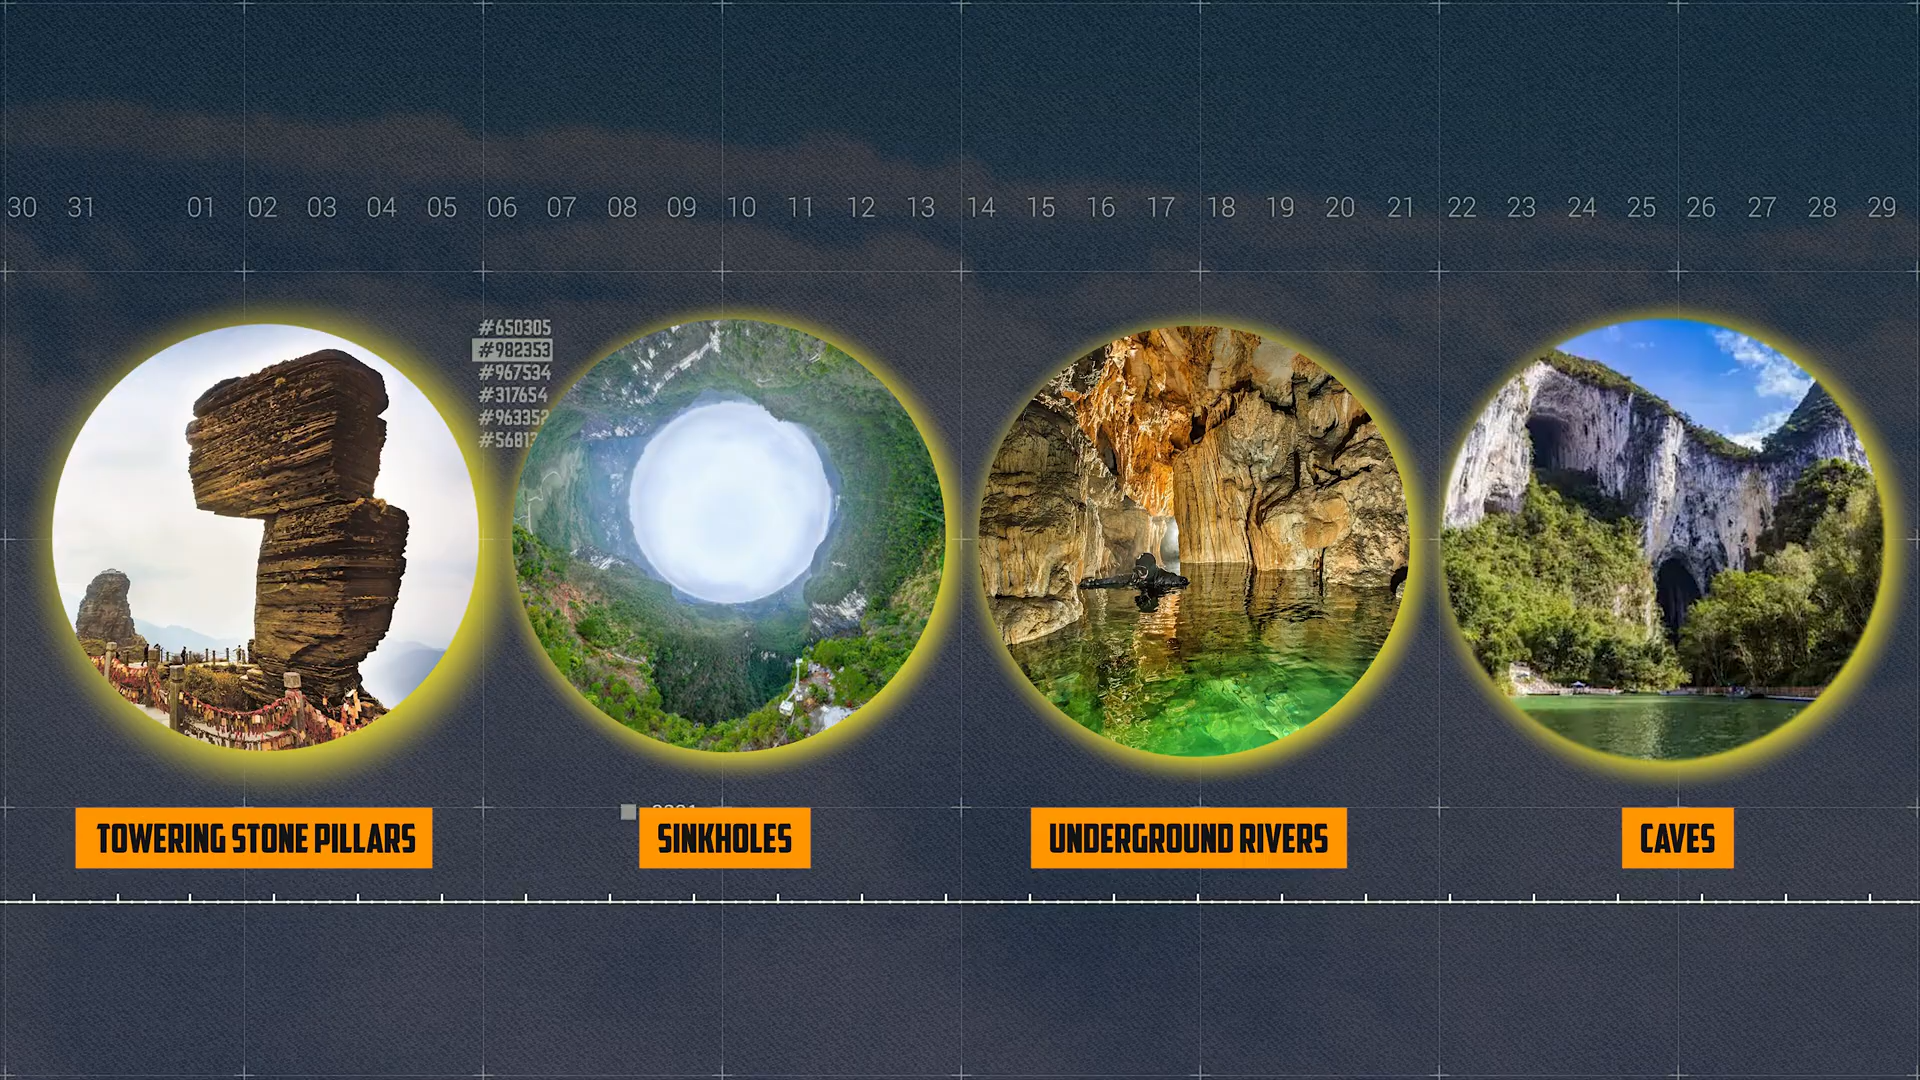 30 31 01 02 03 04 05 06 07 08 09 10 11 12 13 14 15 16 17 18 19 20 21 22 23 24 25 26 27 28 29
#650305
#982353
#967534
#317654
#963352
TOWERING STONE PILLARS
SINKHOLES
UNDERGROUND RIVERS
CAVES